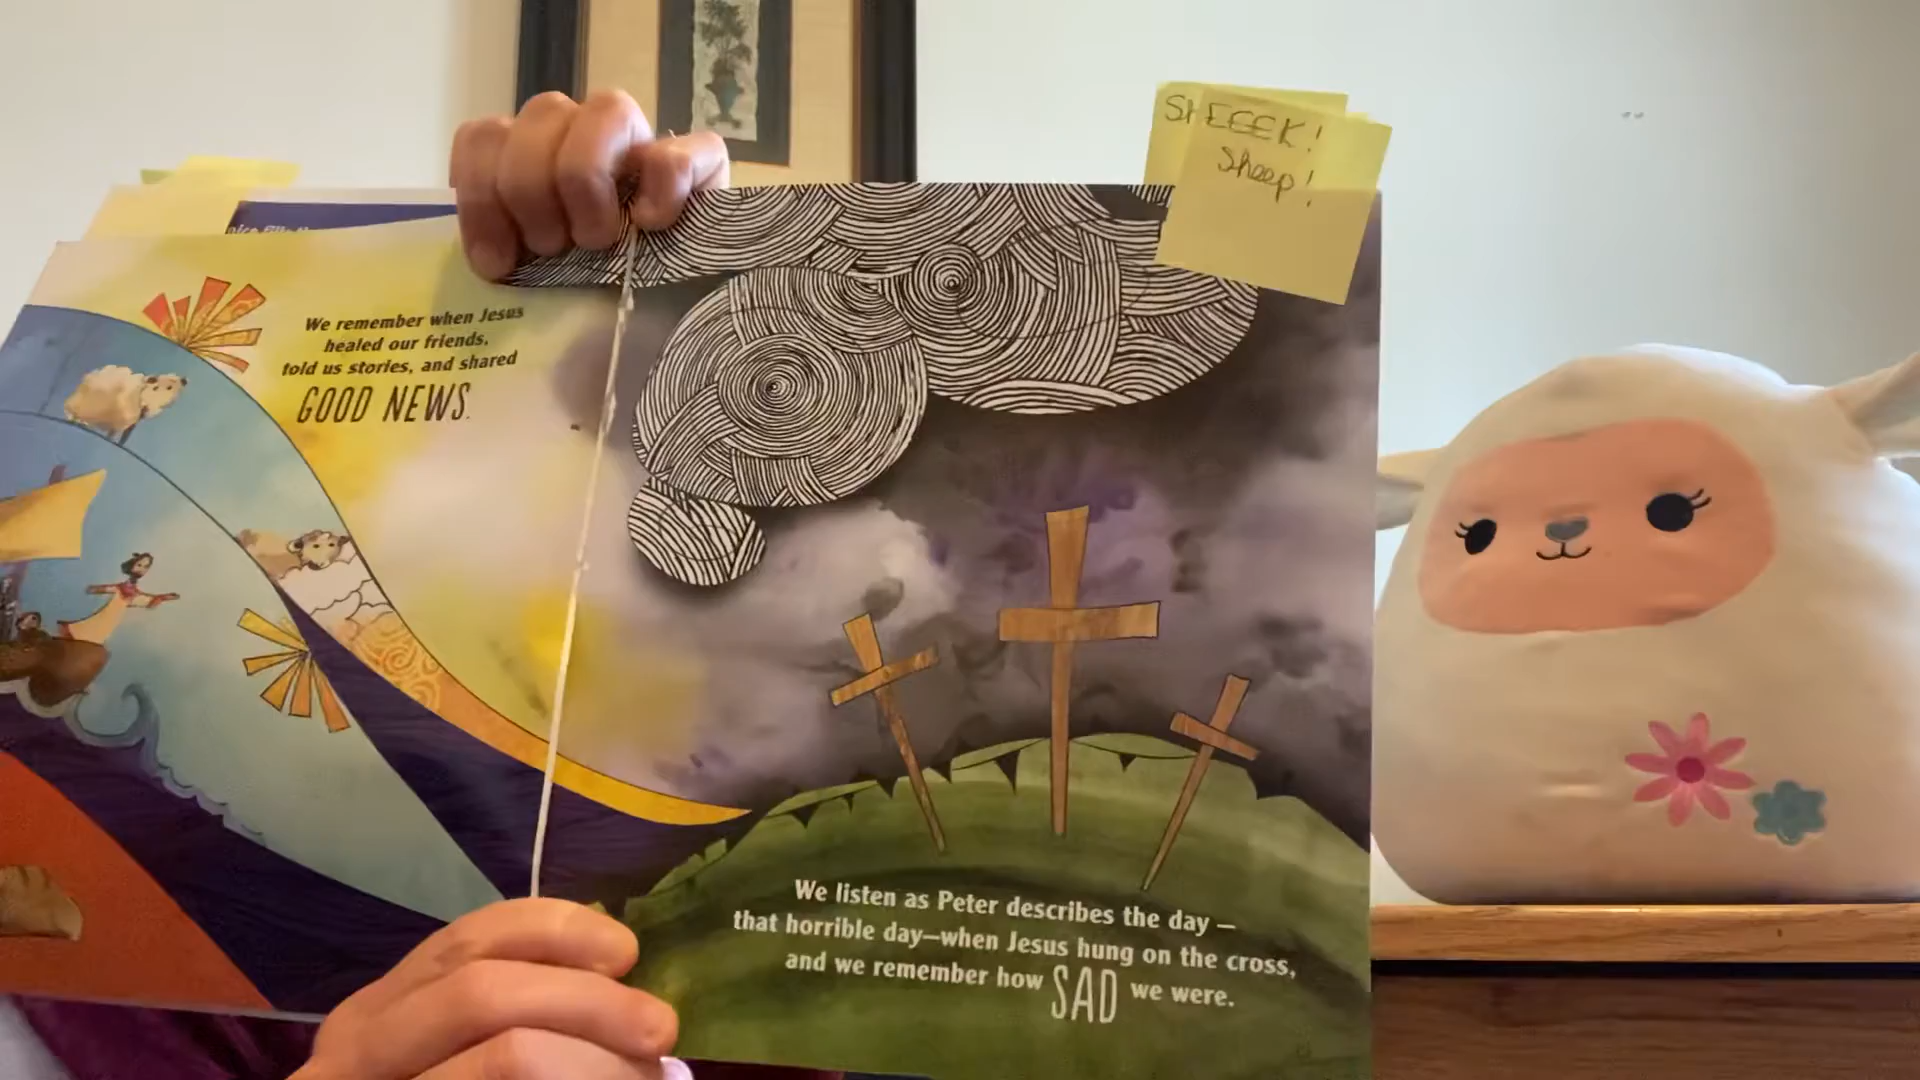 SHEEEK!
Sheep!
We remember when Jesus
healed our friends,
told us stories, and shared
GOOD NEWS.
We listen as Peter describes the day —
that horrible day—when Jesus hung on the cross,
and we remember how SAD we were.